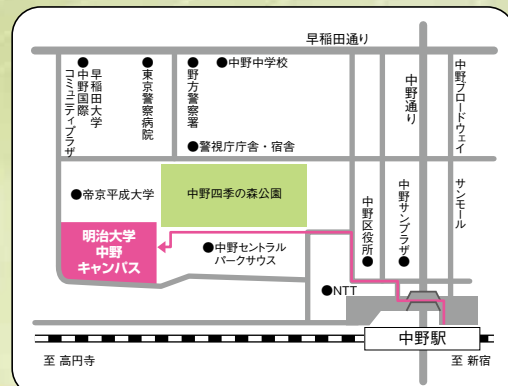 早稲田通り
早稲田大学
中野国際
コミュニティプラザ
●東京警察病院
●野方警察署
●中野中学校
中野通り
中野ブロードウェイ
●警視庁庁舎・宿舎
●帝京平成大学
中野四季の森公園
中野区役所
中野サンプラザ
サンモール
明治大学
中野
キャンパス
●中野セントラル
パークサウス
●NTT
中野駅
至 高円寺
至 新宿